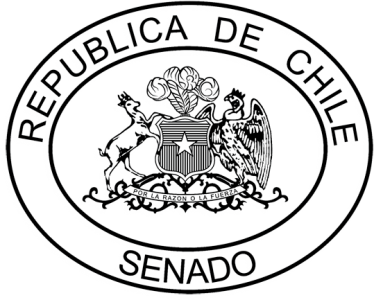 REPUBLICA DE CHILE
POR LA RAZON O LA FUERZA
SENADO